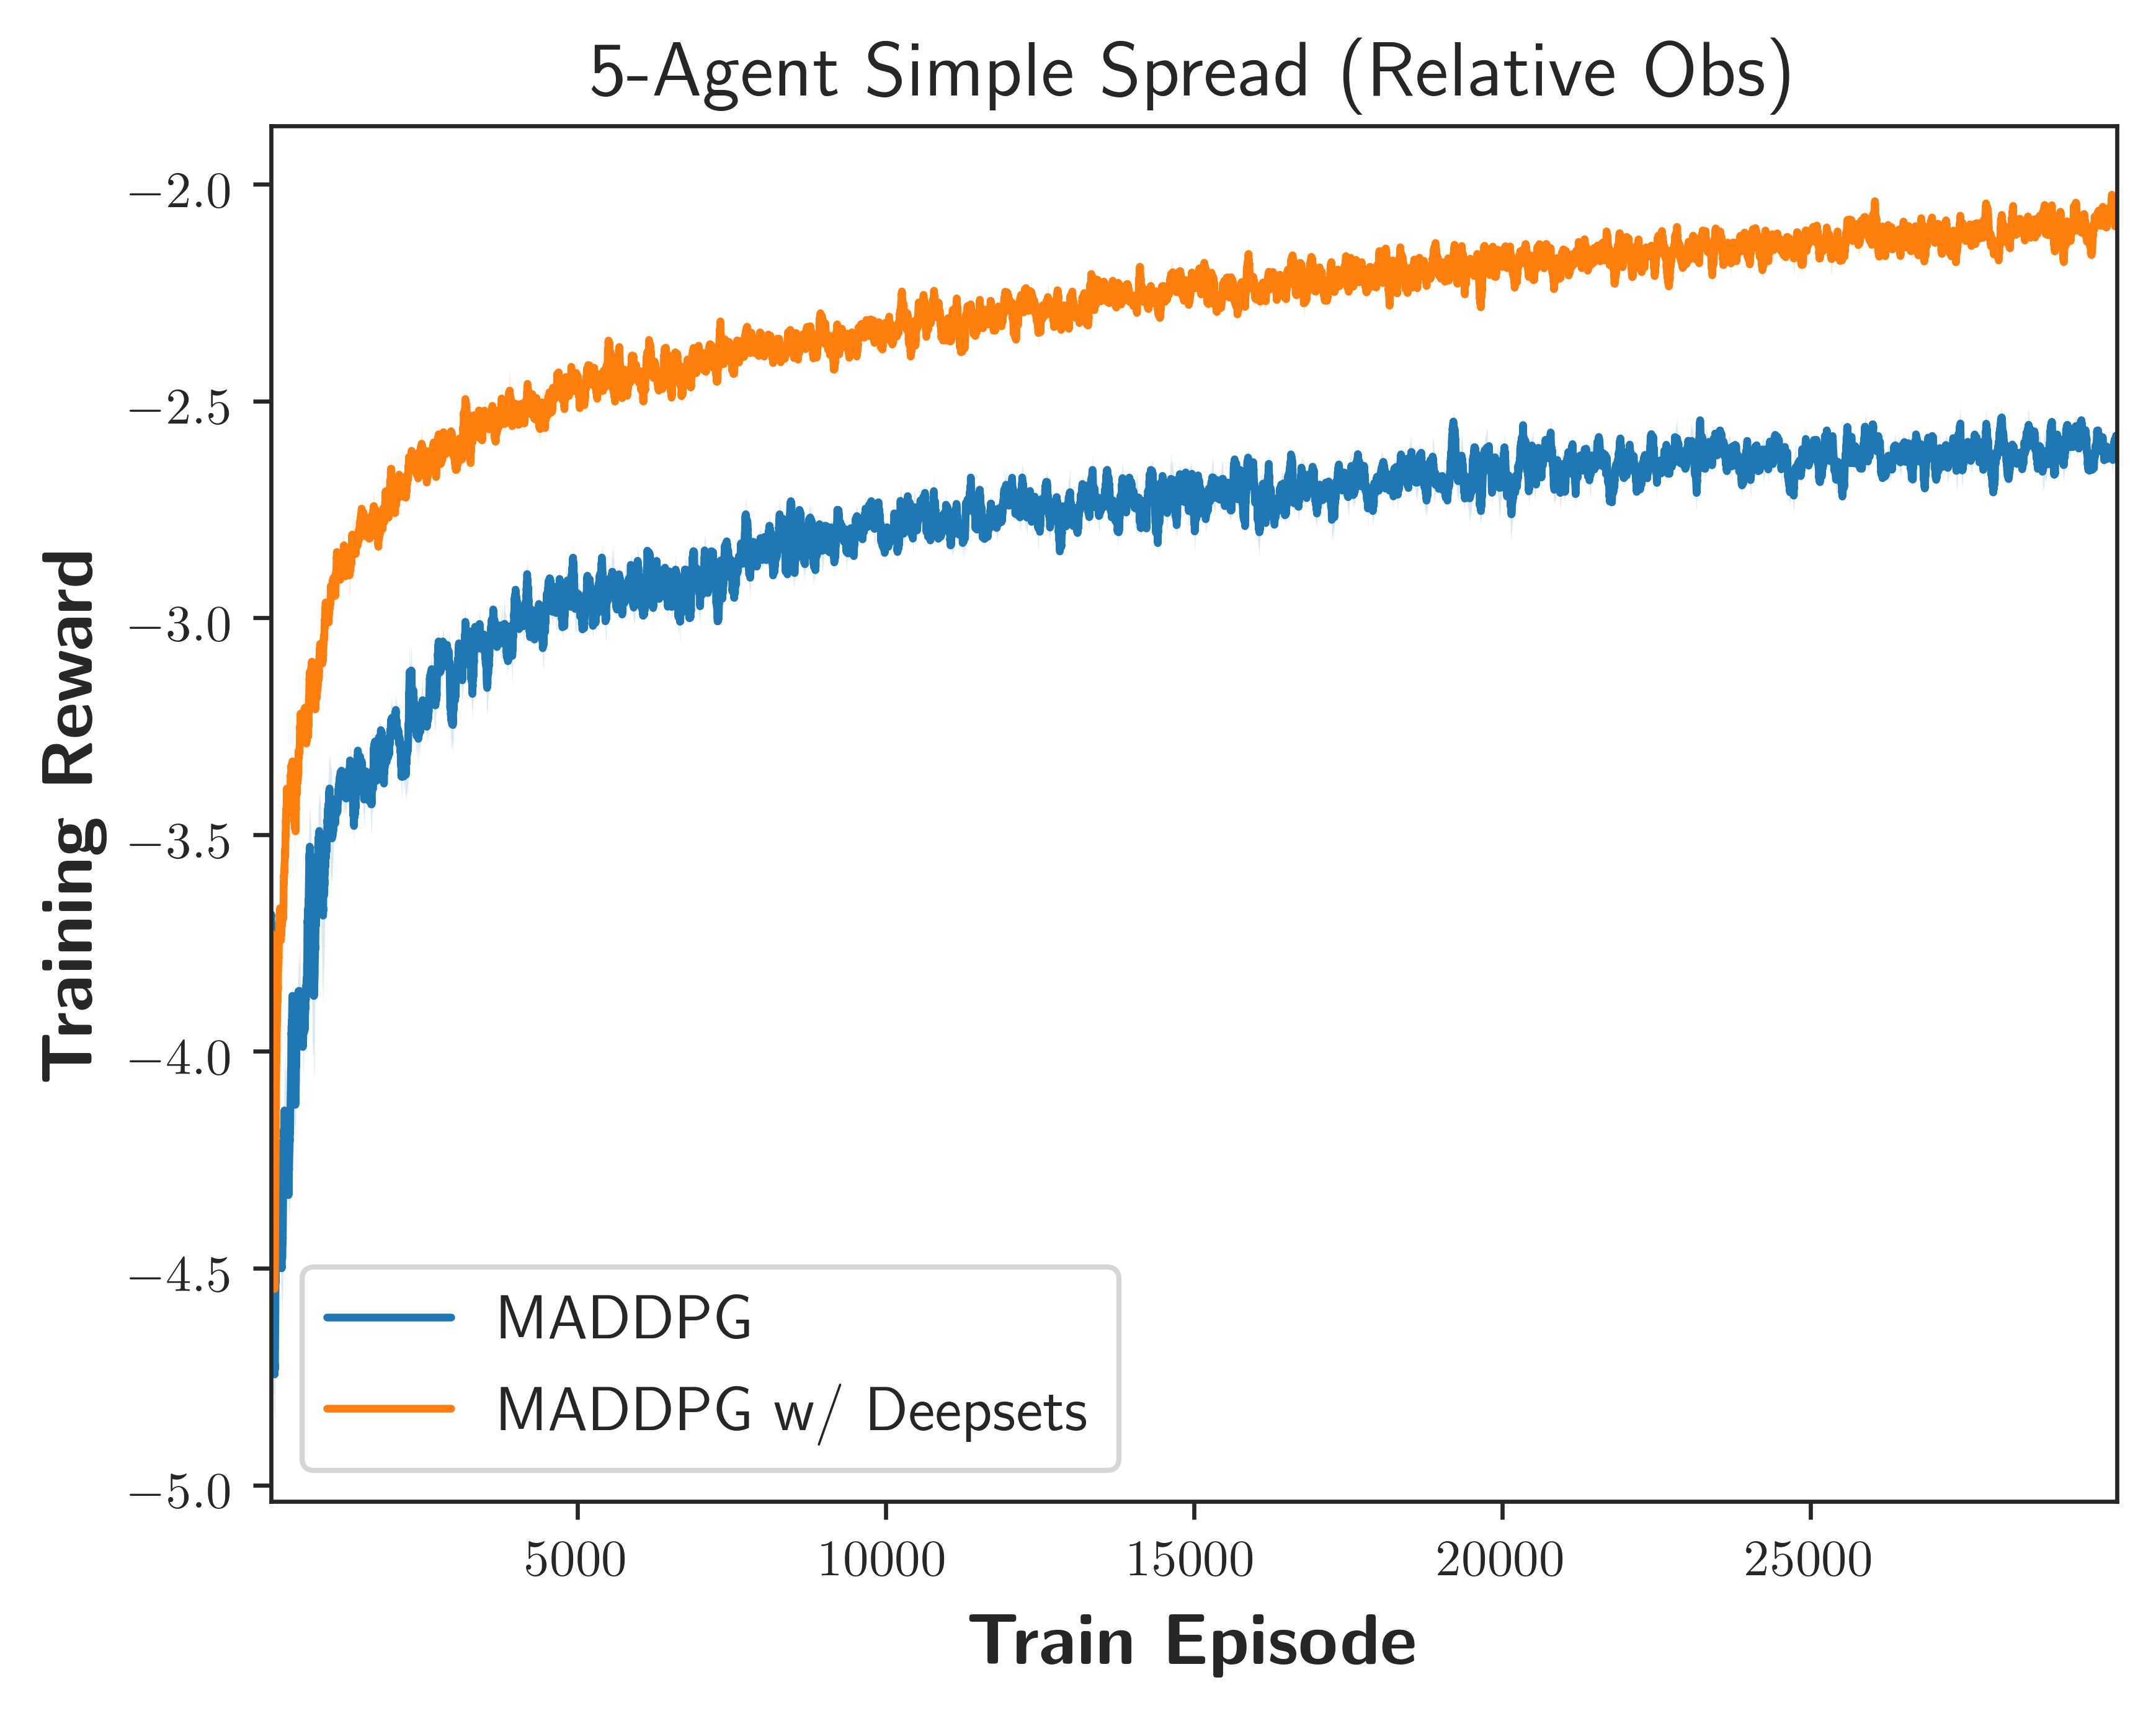 5-Agent Simple Spread (Relative Obs)
Training Reward
−2.0
−2.5
−3.0
−3.5
−4.0
−4.5
−5.0
MADDPG
MADDPG w/ Deepsets
5000 10000 15000 20000 25000
Train Episode